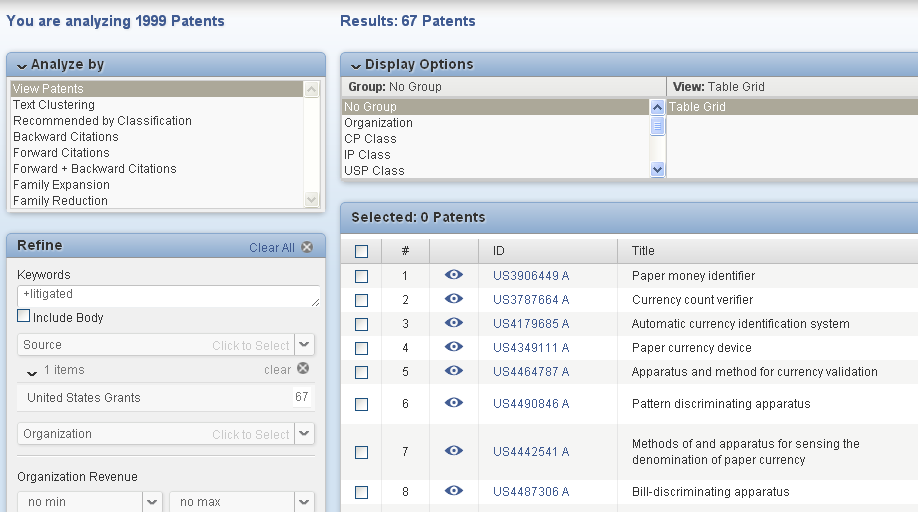 You are analyzing 1999 Patents
Results: 67 Patents
Analyze by
View Patents
Text Clustering
Recommended by Classification
Backward Citations
Forward Citations
Forward + Backward Citations
Family Expansion
Family Reduction
Display Options
Group: No Group
View: Table Grid
No Group
Organization
CP Class
IP Class
USP Class
Table Grid
Refine
Clear All
Keywords
+litigated
Include Body
Source Click to Select
1 items clear
United States Grants 67
Organization Click to Select
Organization Revenue
no min no max
Selected: 0 Patents
# ID Title
1 US3906449 A Paper money identifier
2 US3787664 A Currency count verifier
3 US4179685 A Automatic currency identification system
4 US4349111 A Paper currency device
5 US4464787 A Apparatus and method for currency validation
6 US4490846 A Pattern discriminating apparatus
7 US4442541 A Methods of and apparatus for sensing the
denomination of paper currency
8 US4487306 A Bill-discriminating apparatus